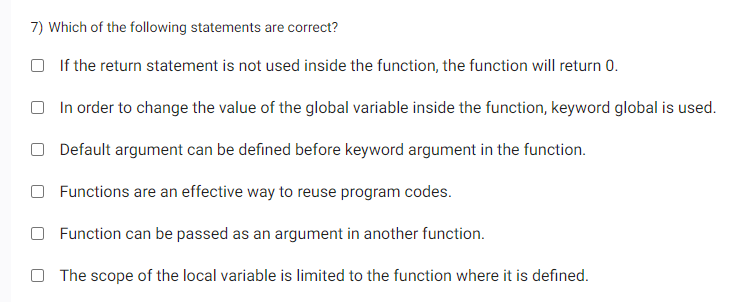 7) Which of the following statements are correct?
If the return statement is not used inside the function, the function will return 0.
In order to change the value of the global variable inside the function, keyword global is used.
Default argument can be defined before keyword argument in the function.
Functions are an effective way to reuse program codes.
Function can be passed as an argument in another function.
The scope of the local variable is limited to the function where it is defined.